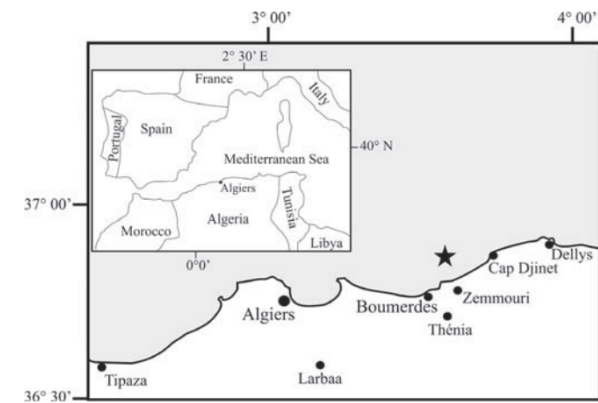 3° 00'
4° 00'
2° 30' E
France
Italy
Portugal
Spain
40° N
Mediterranean Sea
Algiers
Tunisia
Algeria
Morocco
Libya
0°0'
37° 00'
Dellys
Cap Djinet
Zemmouri
Boumerdes
Algiers
Thénia
Tipaza
Larbaa
36° 30'